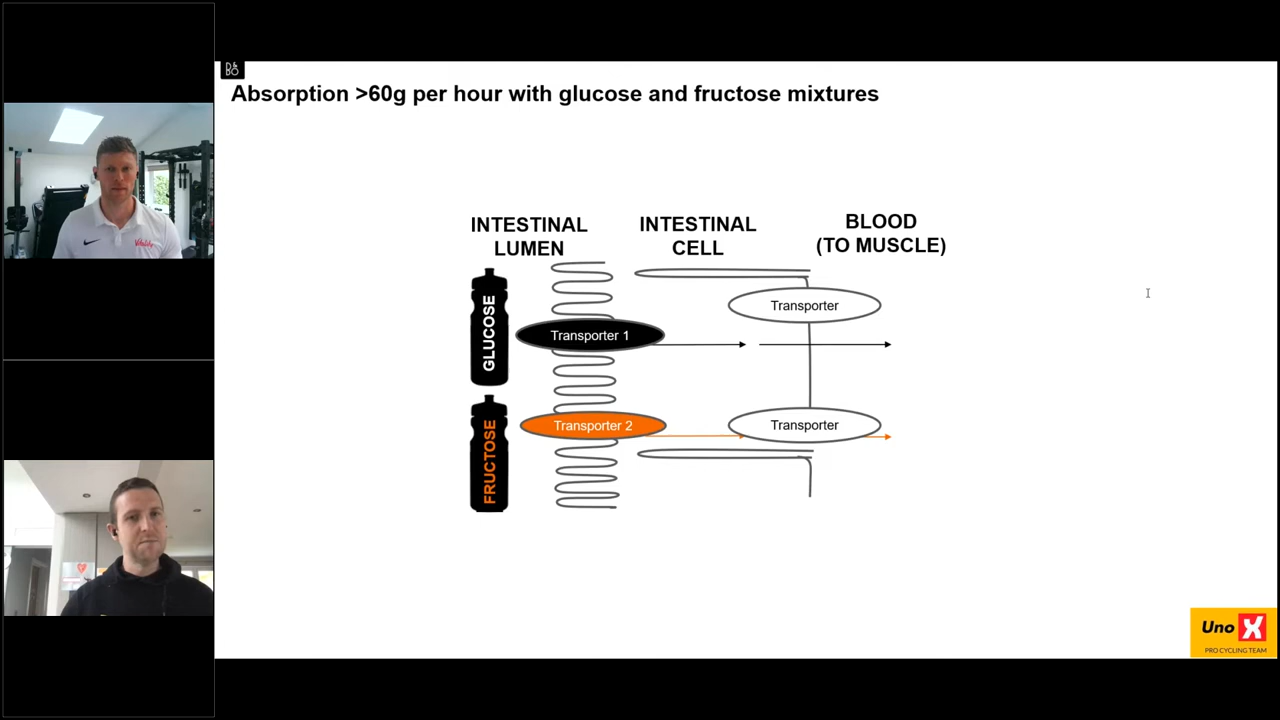 D&
BO
Absorption >60g per hour with glucose and fructose mixtures
INTESTINAL
LUMEN
INTESTINAL
CELL
BLOOD
(TO MUSCLE)
GLUCOSE
Transporter
Transporter 1
FRUCTOSE
Transporter 2
Transporter
Uno X
PRO CYCLING TEAM